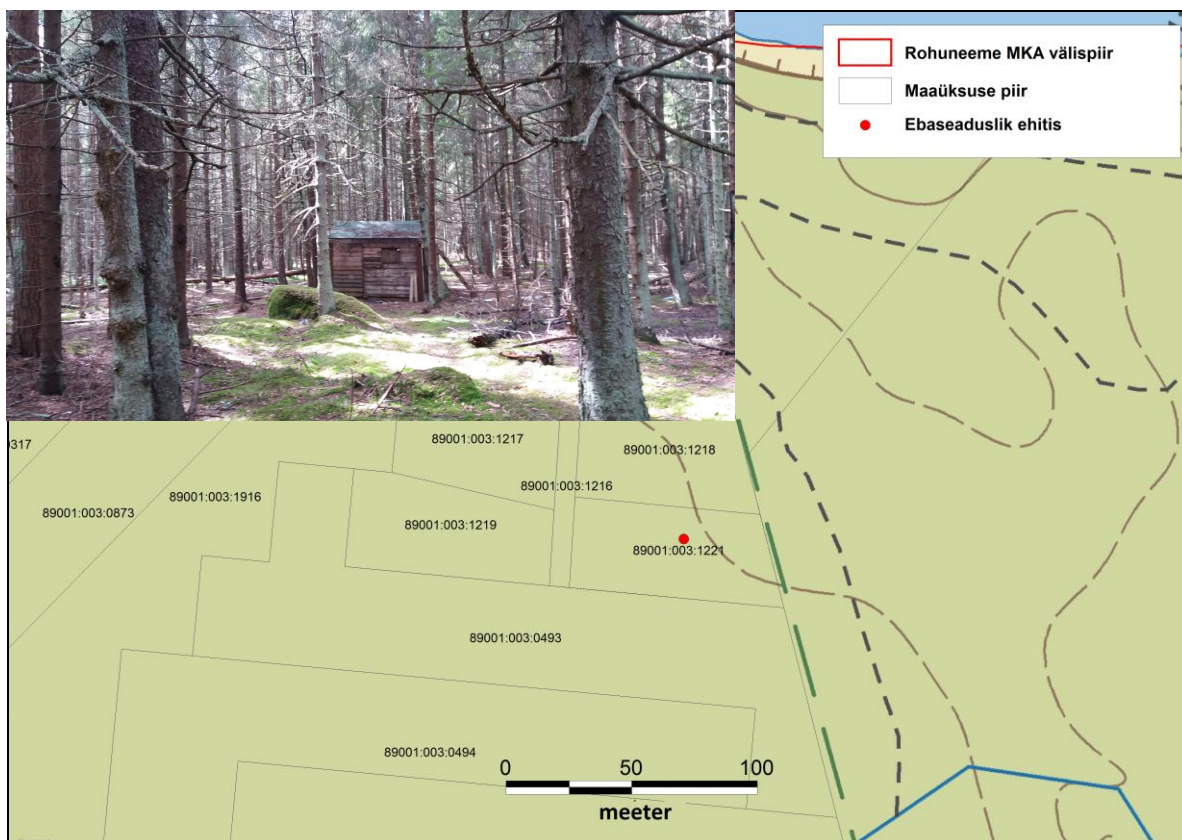 Rohuneeme MKA välispiir
Maaüksuse piir
Ebaseaduslik ehitis
89001:003:1217
89001:003:1218
0317
89001:003:1916
89001:003:1216
89001:003:0873
89001:003:1219
89001:003:1221
89001:003:0493
89001:003:0494
0 50 100
meeter